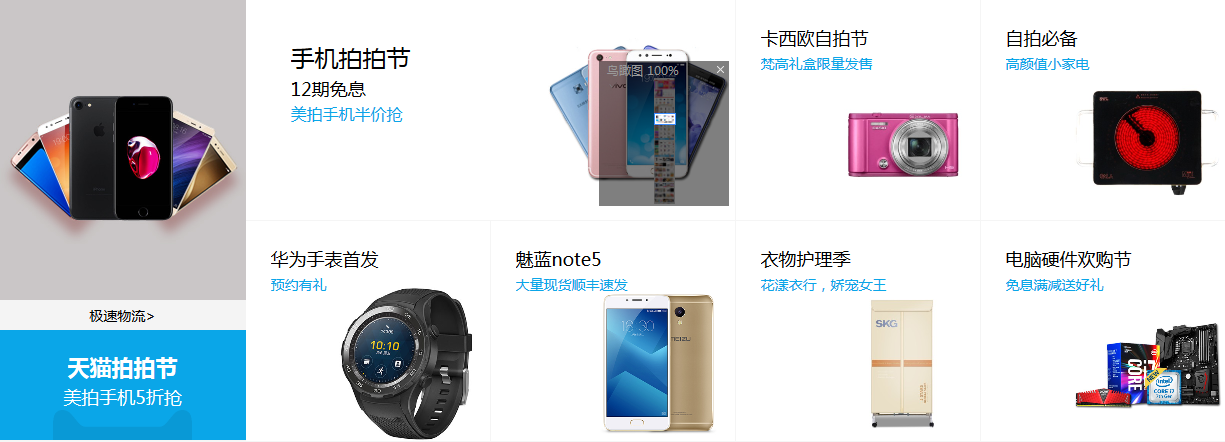 极速物流>
天猫拍拍节
美拍手机5折抢
手机拍拍节
12期免息
美拍手机半价抢
鸟瞰图 100%
×
卡西欧自拍节
梵高礼盒限量发售
自拍必备
高颜值小家电
华为手表首发
预约有礼
10:10
魅蓝note5
大量现货顺丰速发
MEIZU
衣物护理季
花漾衣行，娇宠女王
SKG
电脑硬件欢购节
免息满减送好礼
CORE
intel
CORE i7